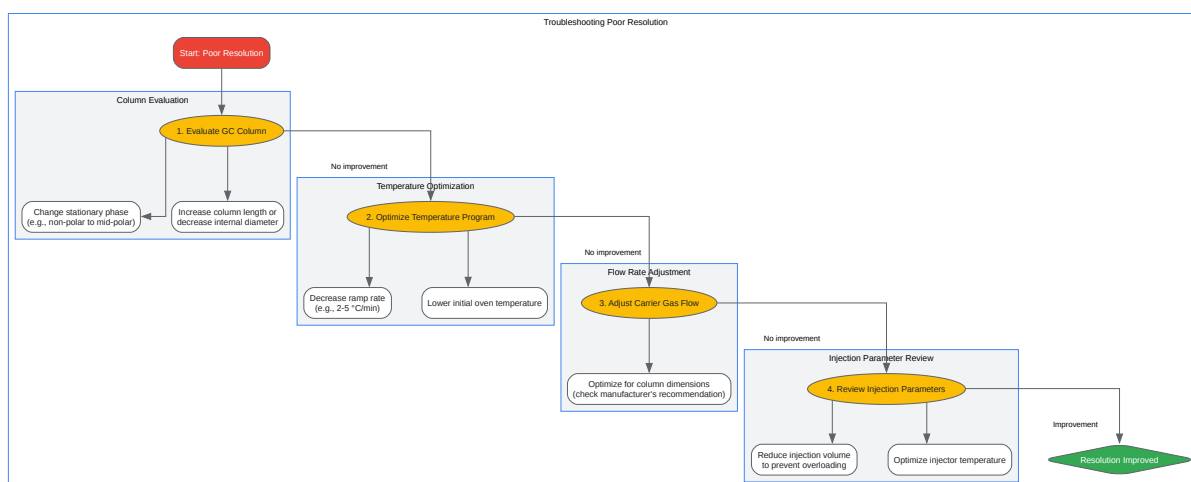 Troubleshooting Poor Resolution
Start: Poor Resolution
Column Evaluation
1. Evaluate GC Column
No improvement
Change stationary phase
(e.g., non-polar to mid-polar)
Increase column length or
decrease internal diameter
Temperature Optimization
2. Optimize Temperature Program
No improvement
Decrease ramp rate
(e.g., 2-5 °C/min)
Lower initial oven temperature
Flow Rate Adjustment
3. Adjust Carrier Gas Flow
No improvement
Optimize for column dimensions
(check manufacturer's recommendation)
Injection Parameter Review
4. Review Injection Parameters
Improvement
Reduce injection volume
to prevent overloading
Optimize injector temperature
Resolution Improved